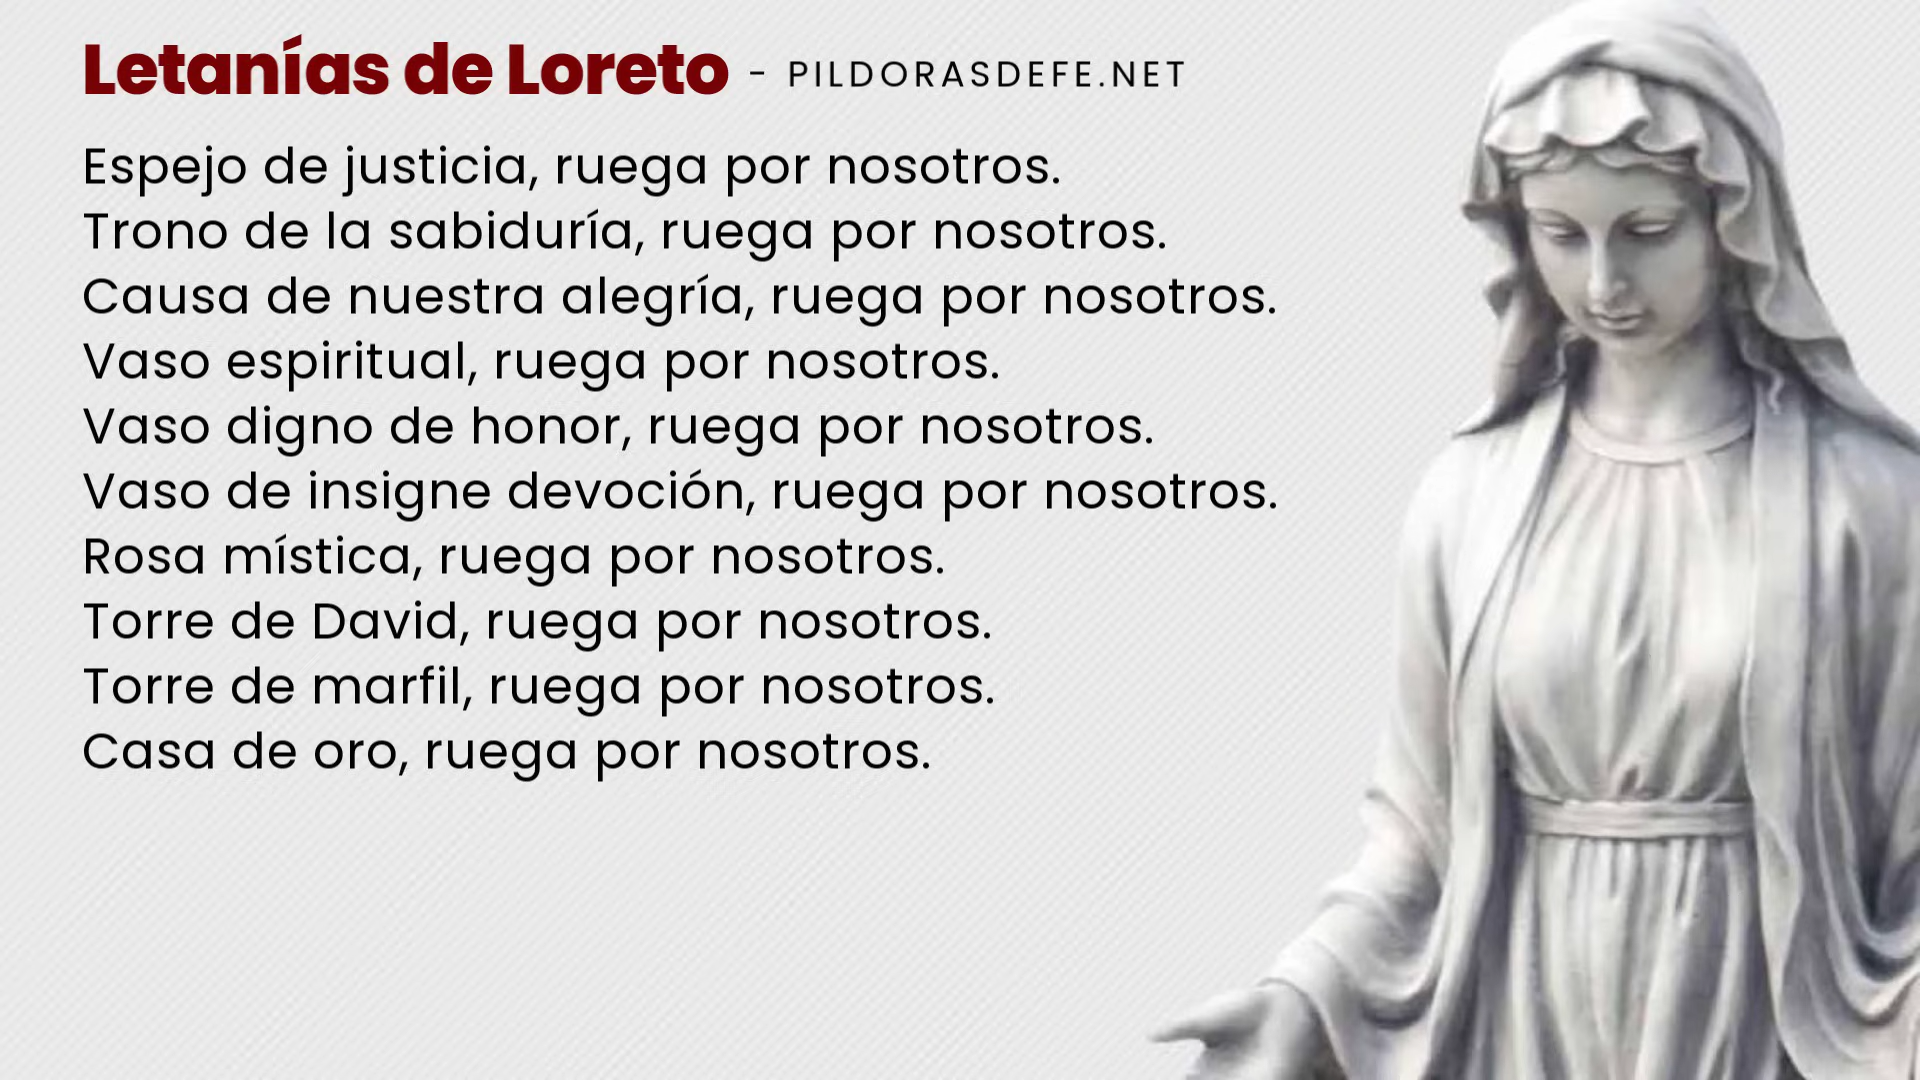 Letanías de Loreto - PILDORASDEFE.NET
Espejo de justicia, ruega por nosotros.
Trono de la sabiduría, ruega por nosotros.
Causa de nuestra alegría, ruega por nosotros.
Vaso espiritual, ruega por nosotros.
Vaso digno de honor, ruega por nosotros.
Vaso de insigne devoción, ruega por nosotros.
Rosa mística, ruega por nosotros.
Torre de David, ruega por nosotros.
Torre de marfil, ruega por nosotros.
Casa de oro, ruega por nosotros.